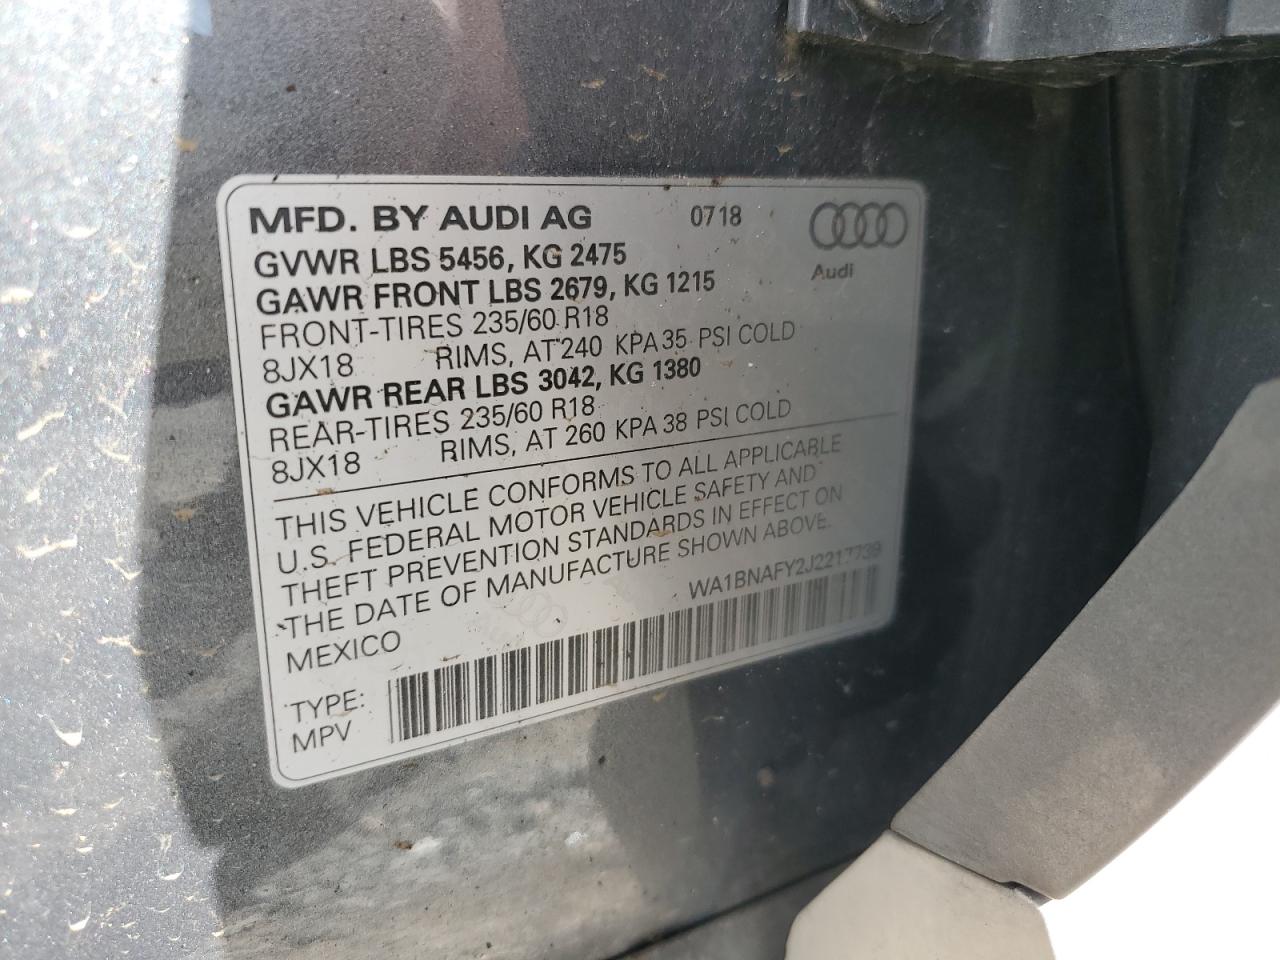 MFD. BY AUDI AG 0718
Audi
GVWR LBS 5456, KG 2475
GAWR FRONT LBS 2679, KG 1215
FRONT-TIRES 235/60 R18
8JX18 RIMS, AT 240 KPA 35 PSI COLD
GAWR REAR LBS 3042, KG 1380
REAR-TIRES 235/60 R18
8JX18 RIMS, AT 260 KPA 38 PSI COLD
THIS VEHICLE CONFORMS TO ALL APPLICABLE
U.S. FEDERAL MOTOR VEHICLE SAFETY AND
THEFT PREVENTION STANDARDS IN EFFECT ON
THE DATE OF MANUFACTURE SHOWN ABOVE.
MEXICO WA1BNAFY2J2217739
TYPE:
MPV